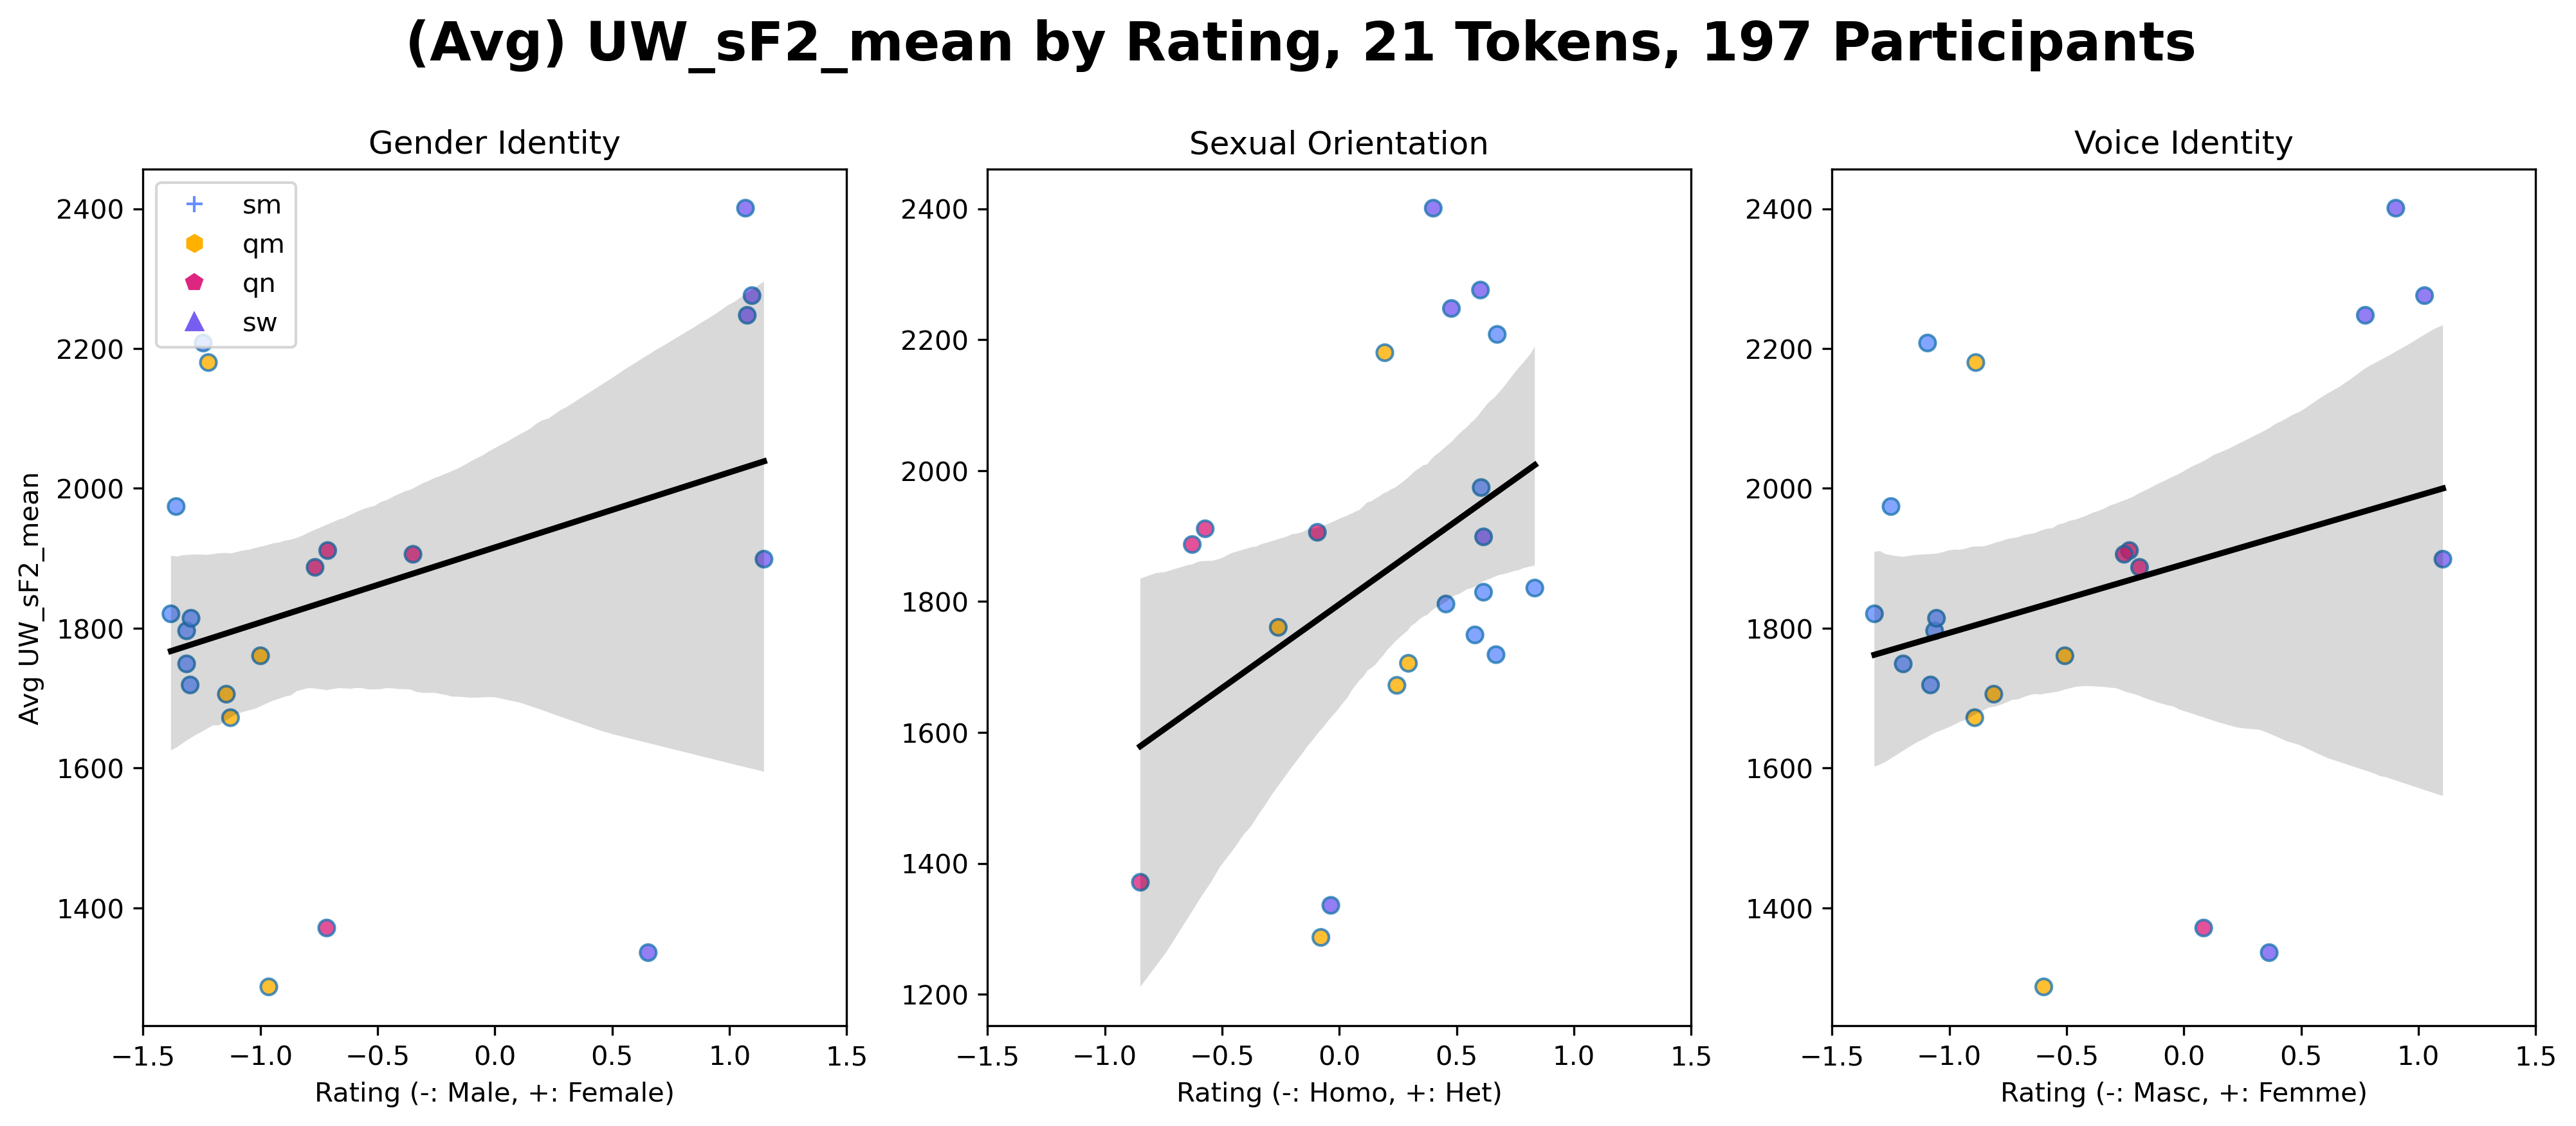 (Avg) UW_sF2_mean by Rating, 21 Tokens, 197 Participants
Gender Identity
Sexual Orientation
Voice Identity
sm
qm
qn
sw
Avg UW_sF2_mean
2400
2200
2000
1800
1600
1400
−1.5 −1.0 −0.5 0.0 0.5 1.0 1.5
Rating (-: Male, +: Female)
2400
2200
2000
1800
1600
1400
1200
−1.5 −1.0 −0.5 0.0 0.5 1.0 1.5
Rating (-: Homo, +: Het)
2400
2200
2000
1800
1600
1400
−1.5 −1.0 −0.5 0.0 0.5 1.0 1.5
Rating (-: Masc, +: Femme)